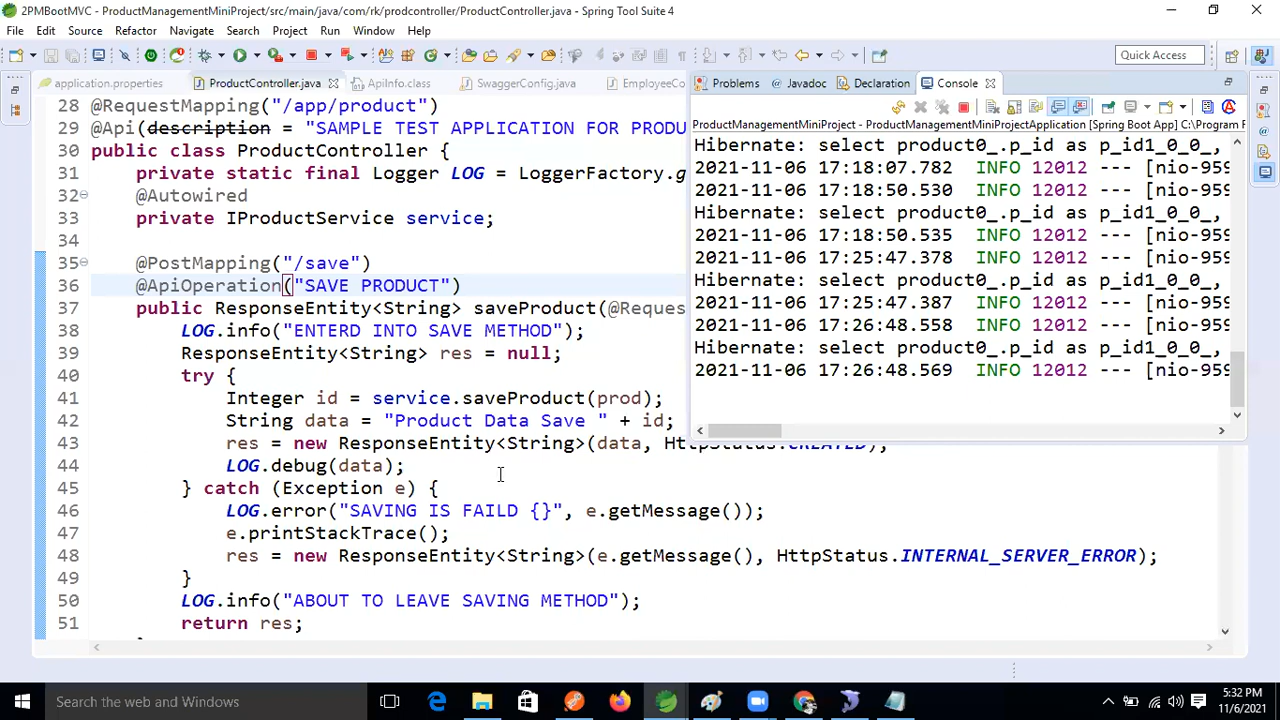 2PMBootMVC - ProductManagementMiniProject/src/main/java/com/rk/prodcontroller/ProductController.java - Spring Tool Suite 4
File Edit Source Refactor Navigate Search Project Run Window Help
Quick Access
application.properties ProductController.java ApiInfo.class SwaggerConfig.java EmployeeCo
Problems Javadoc Declaration Console
ProductManagementMiniProject - ProductManagementMiniProjectApplication [Spring Boot App] C:\Program F
28 @RequestMapping("/app/product")
29 @Api(description = "SAMPLE TEST APPLICATION FOR PRODU
30 public class ProductController {
31 private static final Logger LOG = LoggerFactory.g
32 @Autowired
33 private IProductService service;
34
35 @PostMapping("/save")
36 @ApiOperation("SAVE PRODUCT")
37 public ResponseEntity<String> saveProduct(@Reque
38 LOG.info("ENTERD INTO SAVE METHOD");
39 ResponseEntity<String> res = null;
40 try {
41 Integer id = service.saveProduct(prod);
42 String data = "Product Data Save " + id;
43 res = new ResponseEntity<String>(data, HttpStatus.CREATED);
44 LOG.debug(data);
45 } catch (Exception e) {
46 LOG.error("SAVING IS FAILD {}", e.getMessage());
47 e.printStackTrace();
48 res = new ResponseEntity<String>(e.getMessage(), HttpStatus.INTERNAL_SERVER_ERROR);
49 }
50 LOG.info("ABOUT TO LEAVE SAVING METHOD");
51 return res;
Hibernate: select product0_.p_id as p_id1_0_0_,
2021-11-06 17:18:07.782 INFO 12012 --- [nio-959
2021-11-06 17:18:50.530 INFO 12012 --- [nio-959
Hibernate: select product0_.p_id as p_id1_0_0_,
2021-11-06 17:18:50.535 INFO 12012 --- [nio-959
2021-11-06 17:25:47.378 INFO 12012 --- [nio-959
Hibernate: select product0_.p_id as p_id1_0_0_,
2021-11-06 17:25:47.387 INFO 12012 --- [nio-959
2021-11-06 17:26:48.558 INFO 12012 --- [nio-959
Hibernate: select product0_.p_id as p_id1_0_0_,
2021-11-06 17:26:48.569 INFO 12012 --- [nio-959
Search the web and Windows
5:32 PM
11/6/2021